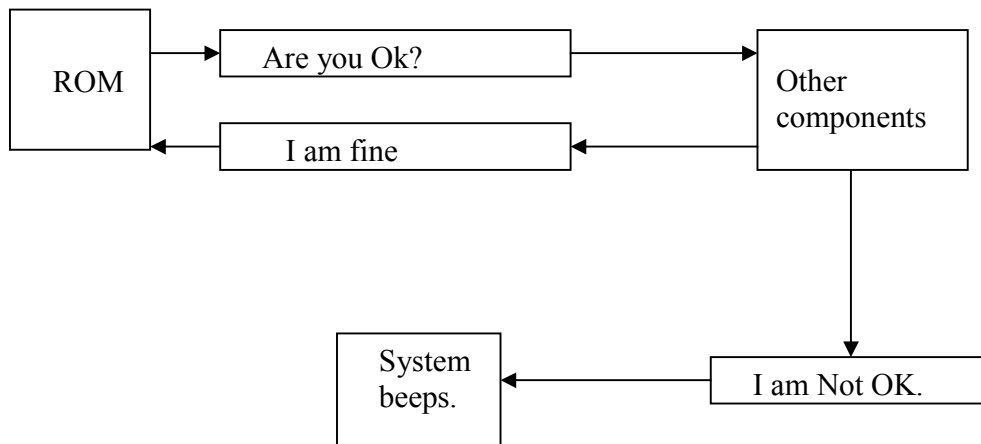 ROM
Are you Ok?
Other
components
I am fine
System
beeps.
I am Not OK.